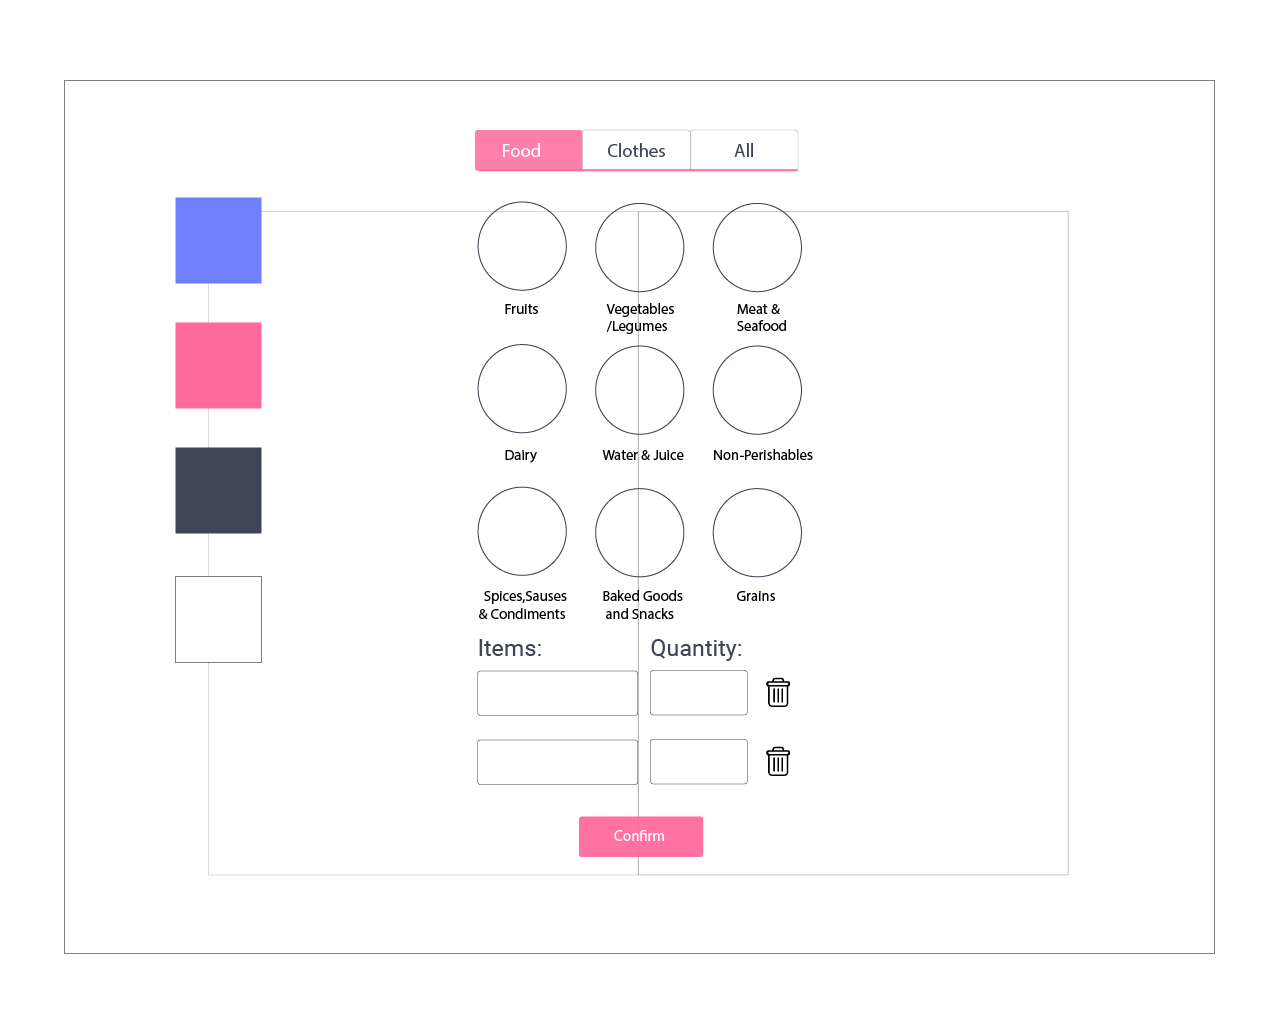 Food
Clothes
All
Fruits
Vegetables
/Legumes
Meat &
Seafood
Dairy
Water & Juice
Non-Perishables
Spices,Sauses
& Condiments
Baked Goods
and Snacks
Grains
Items:
Quantity:
Confirm